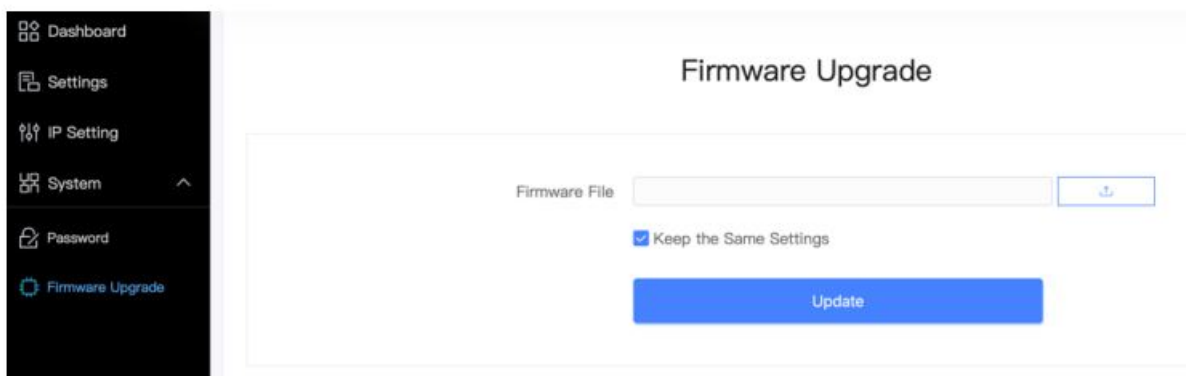 Dashboard
Settings
IP Setting
System
Password
Firmware Upgrade
Firmware Upgrade
Firmware File
Keep the Same Settings
Update